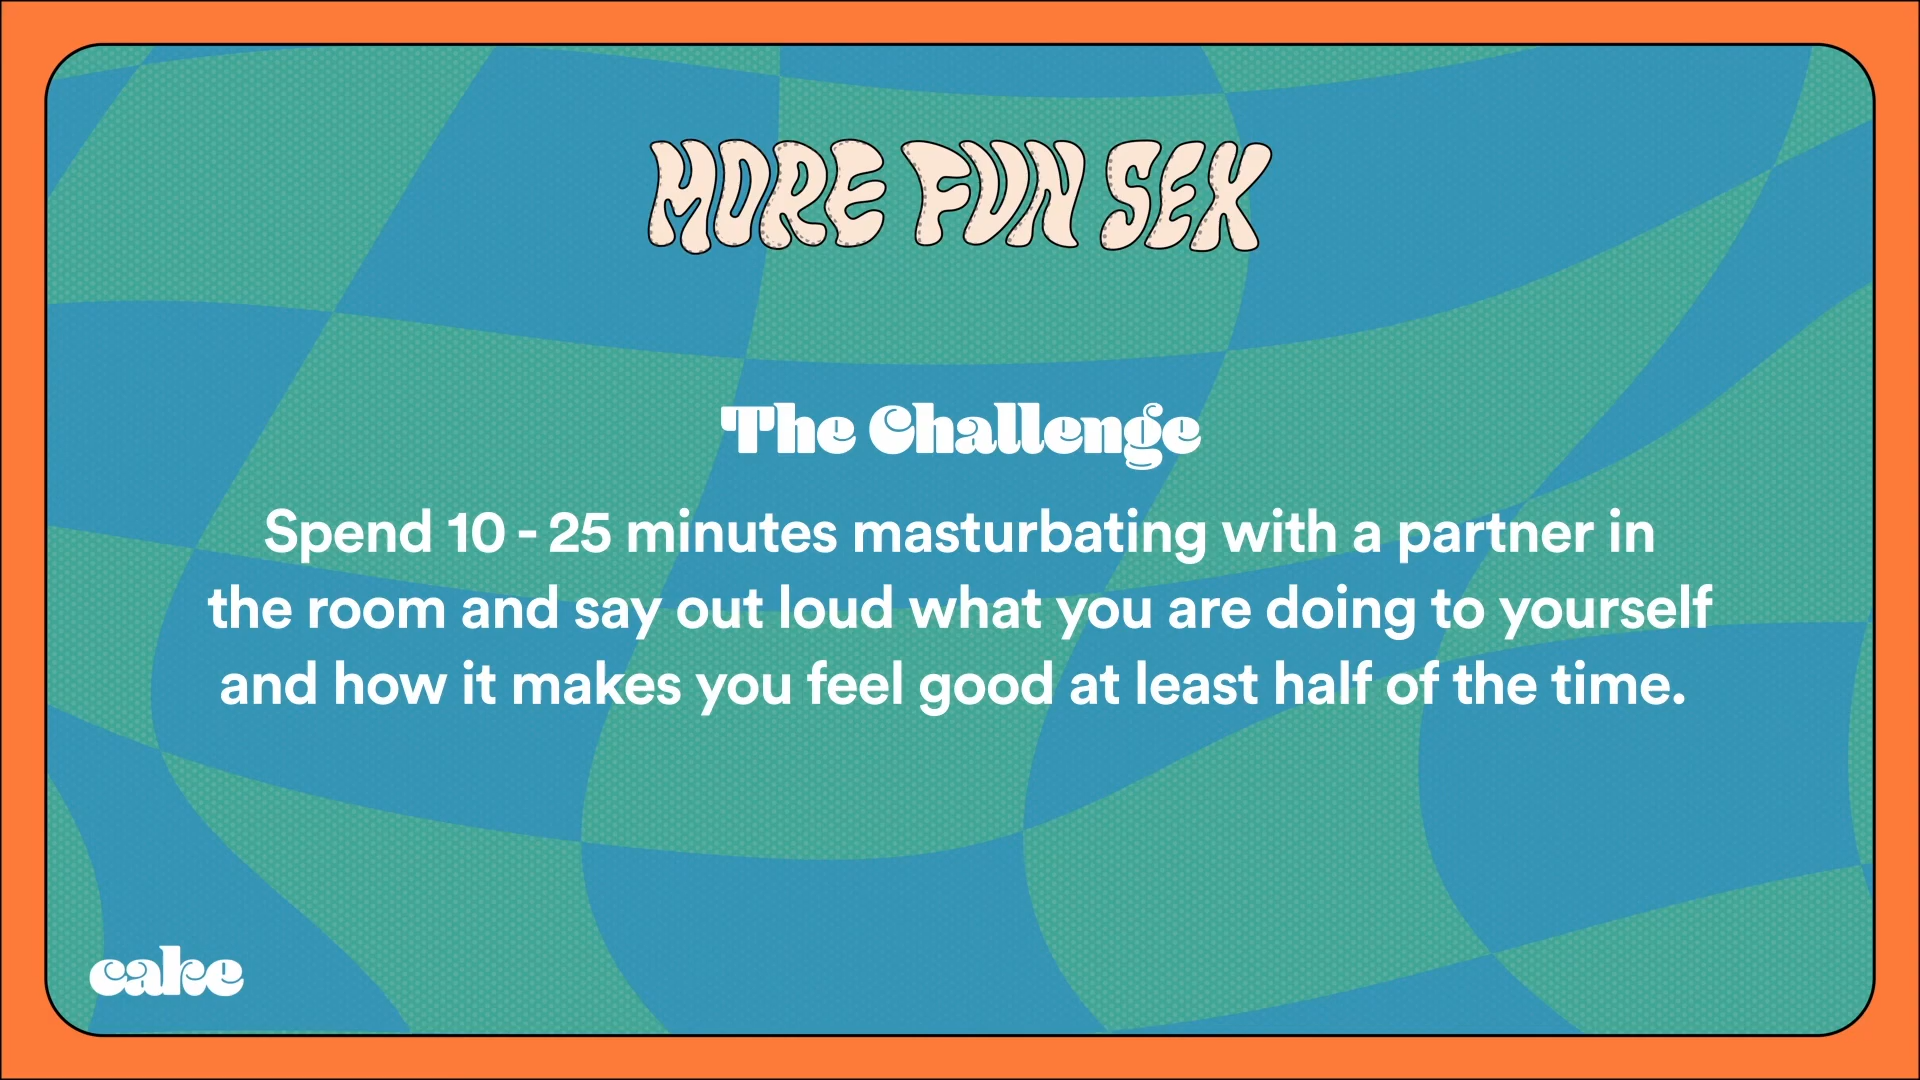 MORE FUN SEX
The Challenge
Spend 10 - 25 minutes masturbating with a partner in
the room and say out loud what you are doing to yourself
and how it makes you feel good at least half of the time.
cake